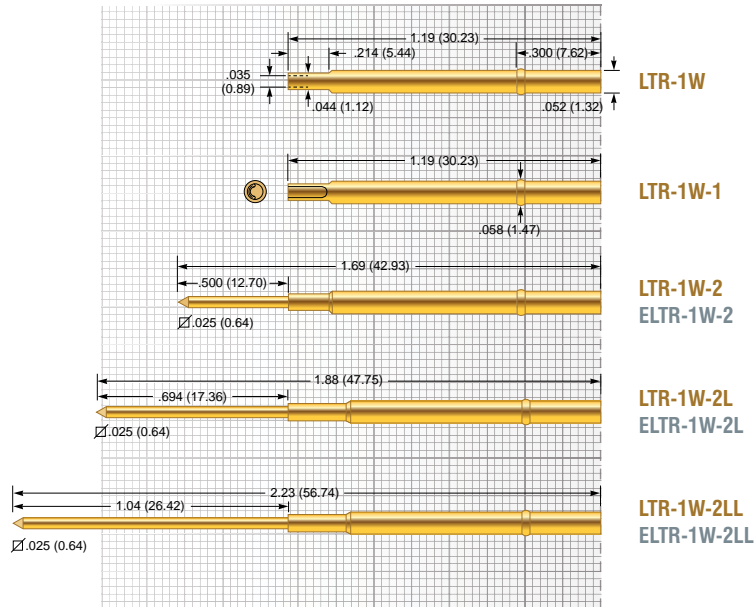 1.19 (30.23)
.214 (5.44)
.300 (7.62)
.035
(0.89)
LTR-1W
.044 (1.12)
.052 (1.32)
1.19 (30.23)
LTR-1W-1
.058 (1.47)
1.69 (42.93)
.500 (12.70)
LTR-1W-2
ELTR-1W-2
.025 (0.64)
1.88 (47.75)
.694 (17.36)
LTR-1W-2L
ELTR-1W-2L
.025 (0.64)
2.23 (56.74)
1.04 (26.42)
LTR-1W-2LL
ELTR-1W-2LL
.025 (0.64)